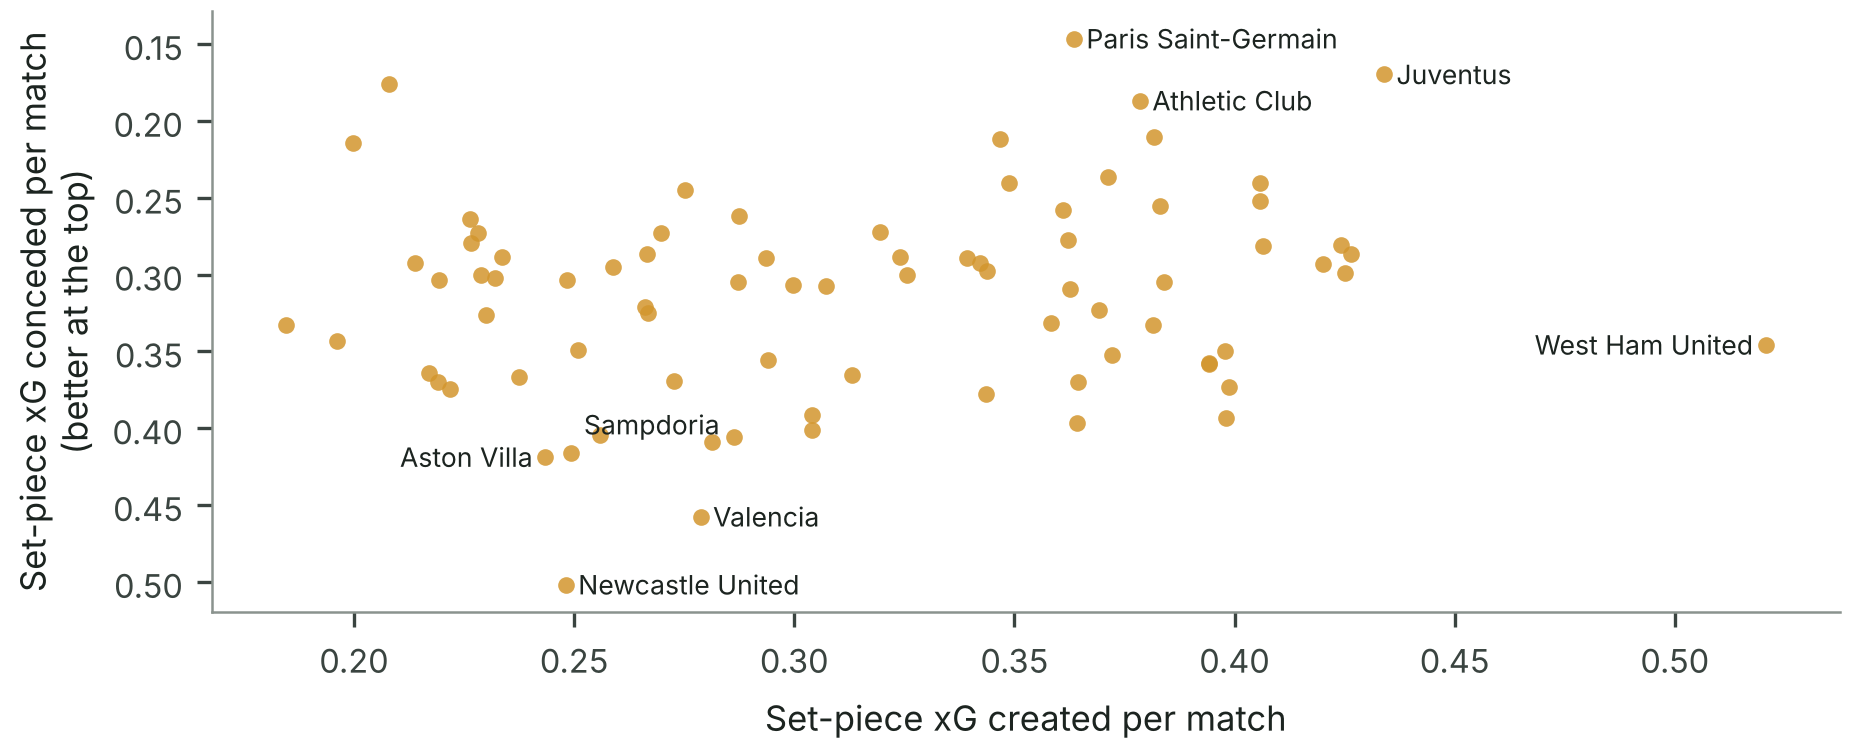 Set-piece xG conceded per match
(better at the top)
0.15
0.20
0.25
0.30
0.35
0.40
0.45
0.50
Paris Saint-Germain
Juventus
Athletic Club
West Ham United
Sampdoria
Aston Villa
Valencia
Newcastle United
0.20 0.25 0.30 0.35 0.40 0.45 0.50
Set-piece xG created per match